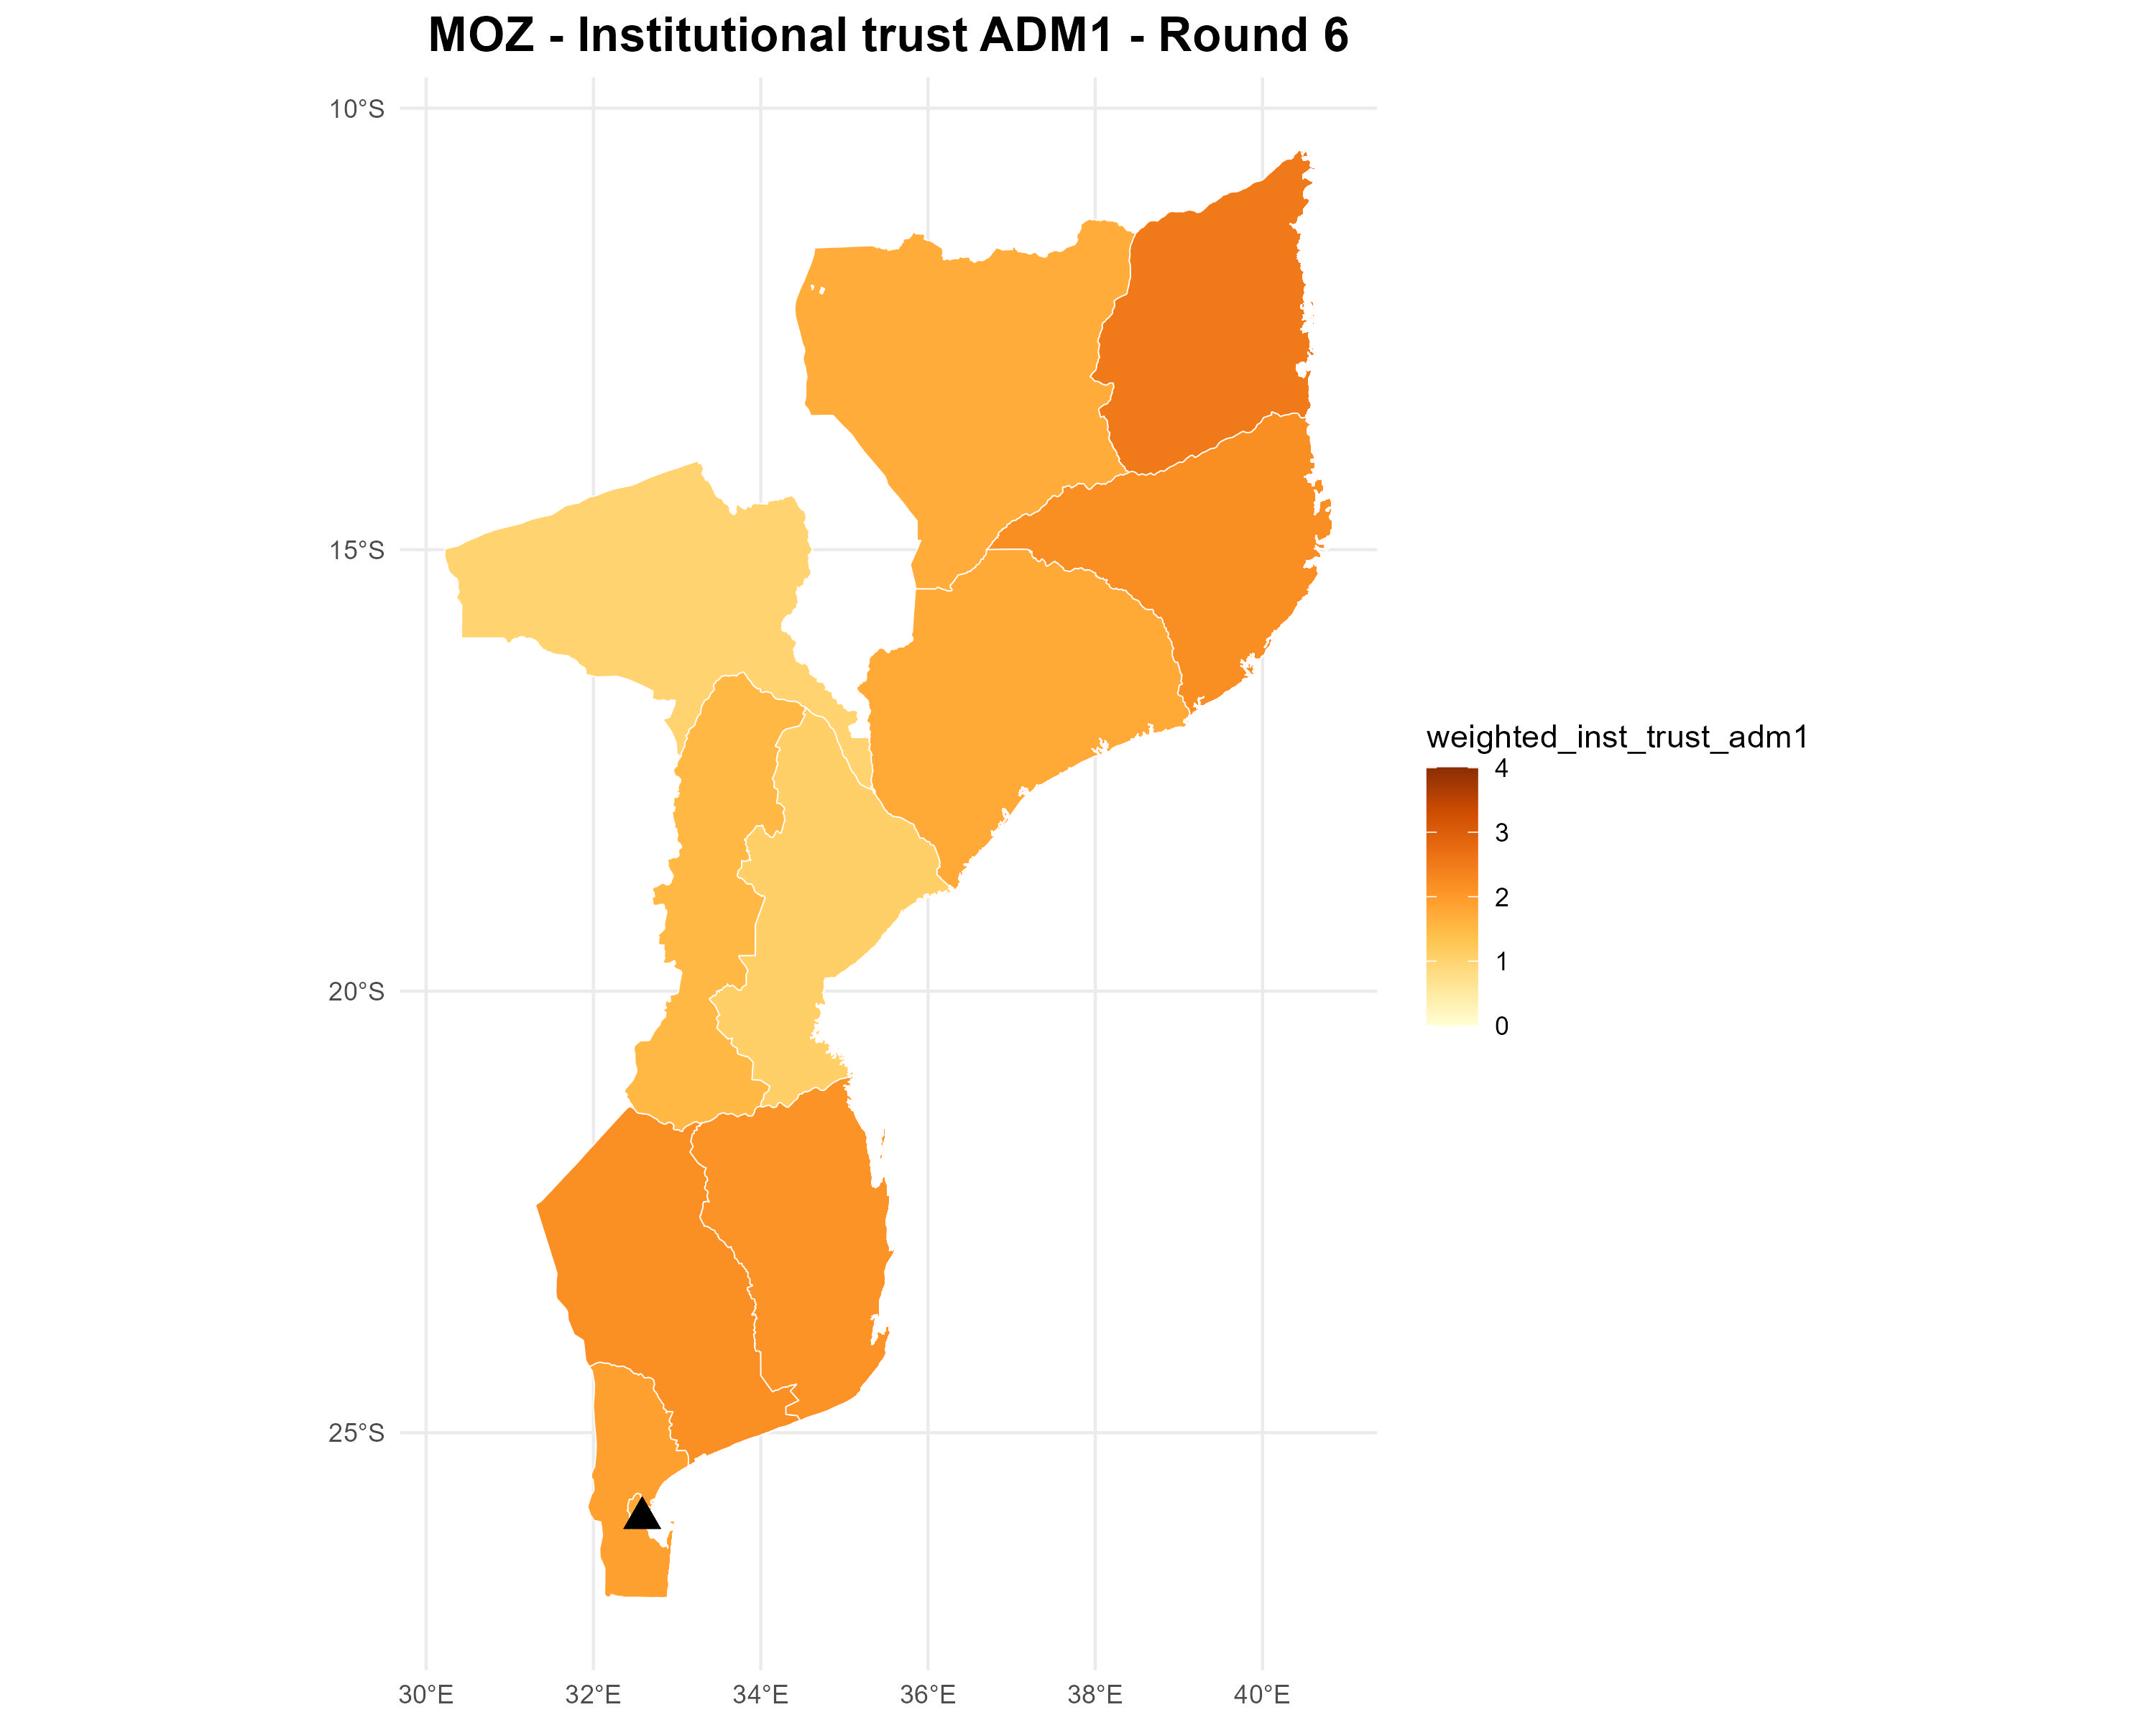 MOZ - Institutional trust ADM1 - Round 6
10°S
15°S
20°S
25°S
30°E 32°E 34°E 36°E 38°E 40°E
weighted_inst_trust_adm1
4
3
2
1
0